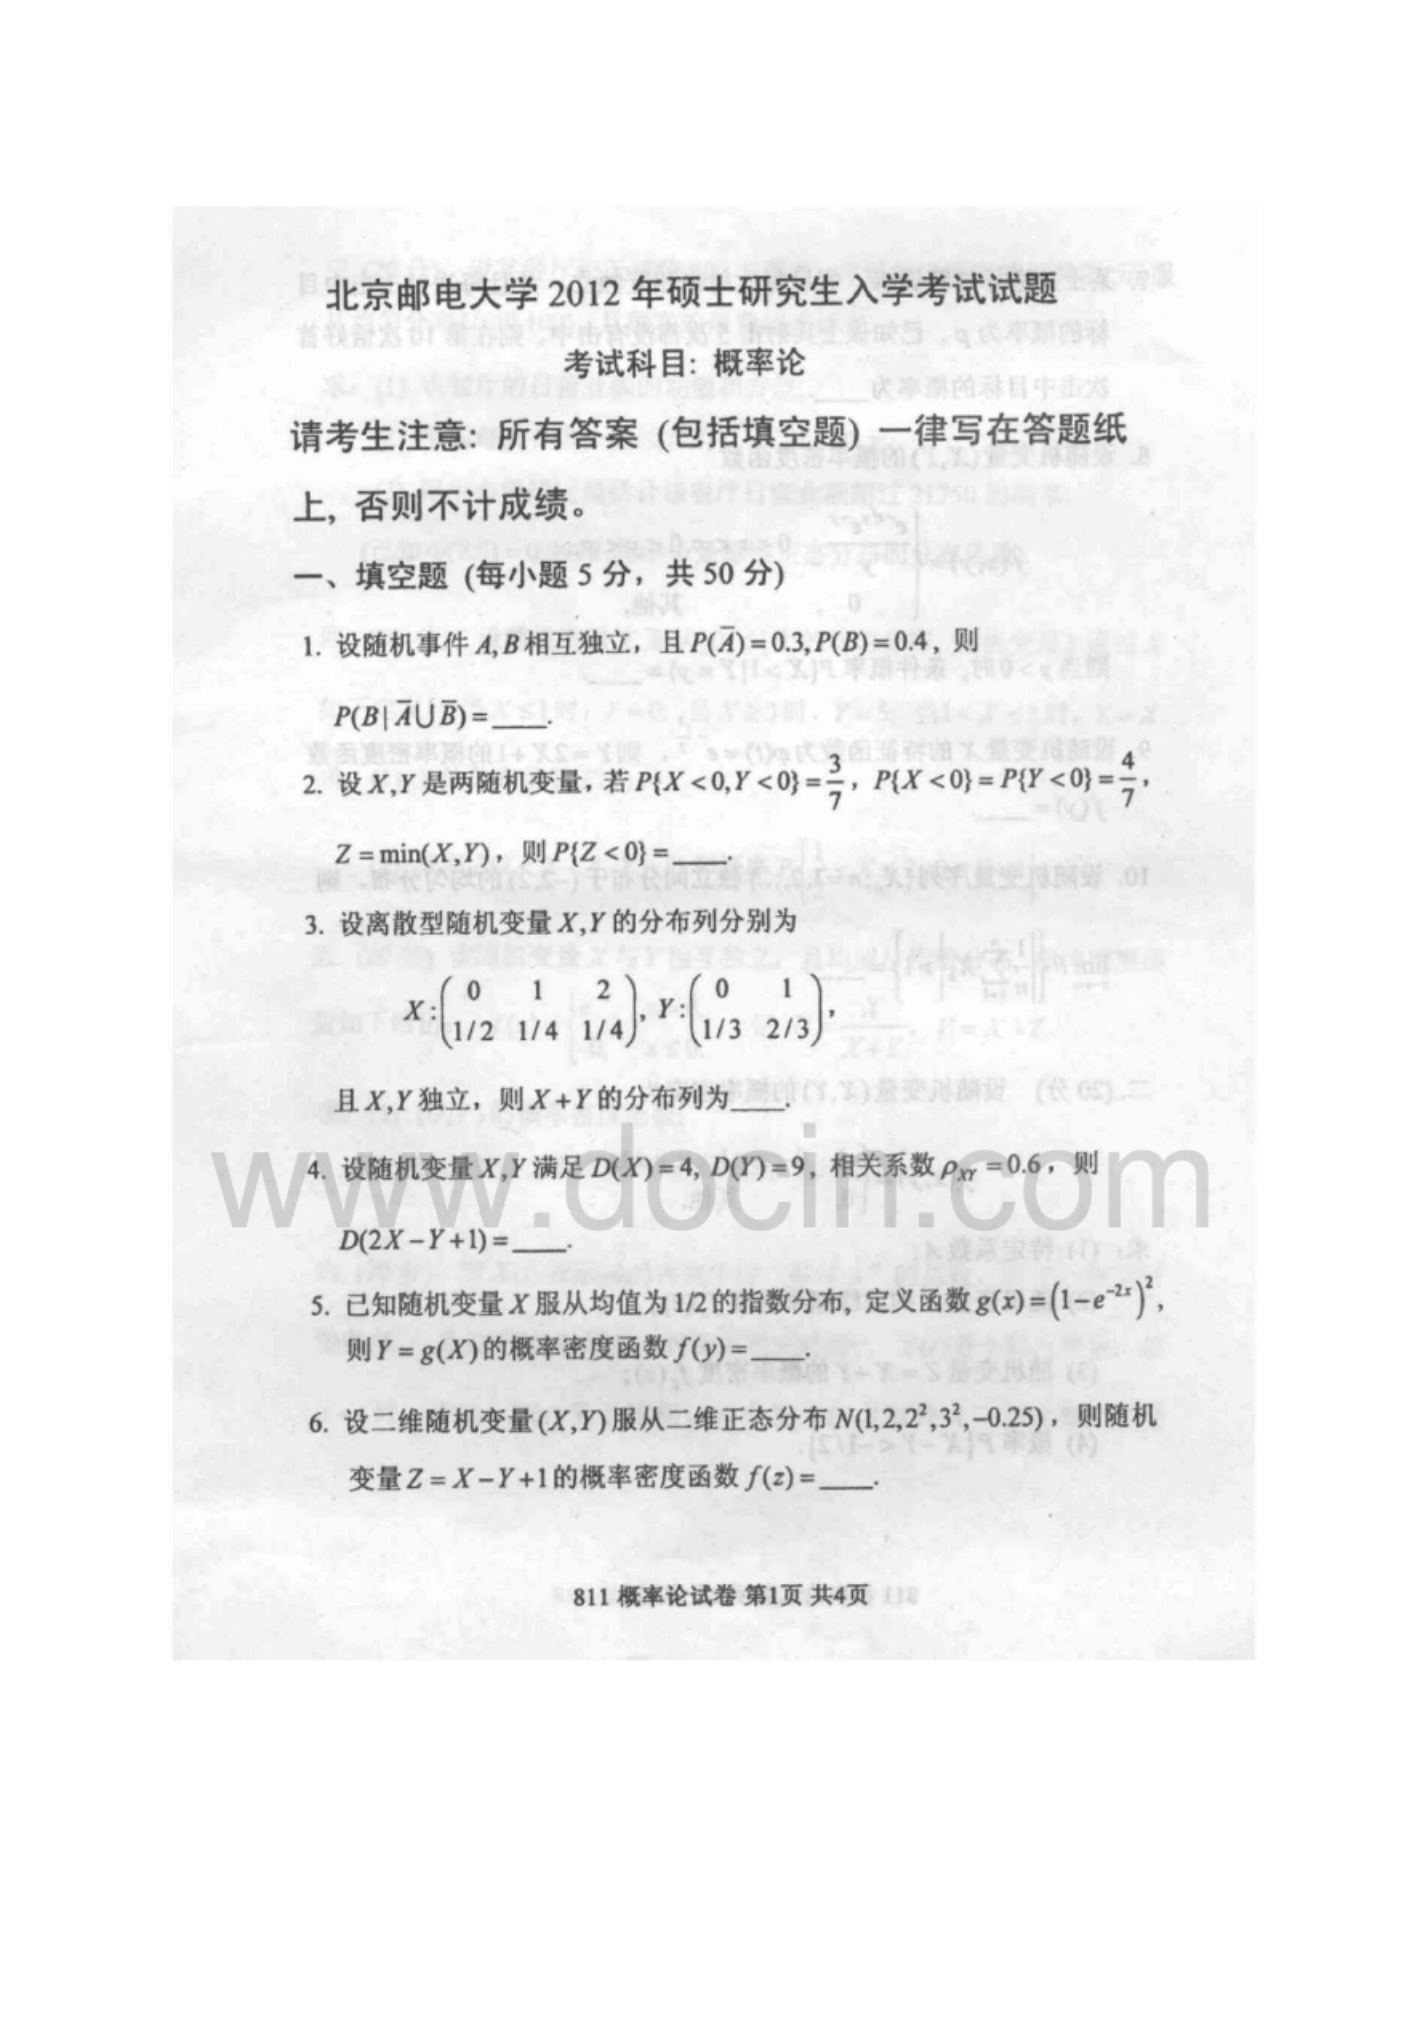 北京邮电大学 2012 年硕士研究生入学考试试题
考试科目: 概率论
请考生注意: 所有答案 (包括填空题) 一律写在答题纸
上, 否则不计成绩。
一、填空题 (每小题 5 分，共 50 分)
1. 设随机事件 A,B 相互独立，且 P(A̅)=0.3,P(B)=0.4，则
P(B| A̅∪B̅)=____.
2. 设 X,Y 是两随机变量，若 P{X<0,Y<0}=3/7，P{X<0}=P{Y<0}=4/7，
Z=min(X,Y)，则 P{Z<0}=____.
3. 设离散型随机变量 X,Y 的分布列分别为
X:(0 1 2
1/2 1/4 1/4), Y:(0 1
1/3 2/3),
且 X,Y 独立，则 X+Y 的分布列为____.
4. 设随机变量 X,Y 满足 D(X)=4, D(Y)=9, 相关系数 ρXY=0.6，则
www.docin.com
D(2X-Y+1)=____.
5. 已知随机变量 X 服从均值为 1/2 的指数分布, 定义函数 g(x)=(1-e⁻²ˣ)²,
则 Y=g(X) 的概率密度函数 f(y)=____.
6. 设二维随机变量 (X,Y) 服从二维正态分布 N(1,2,2²,3²,-0.25)，则随机
变量 Z=X-Y+1 的概率密度函数 f(z)=____.
811 概率论试卷 第1页 共4页